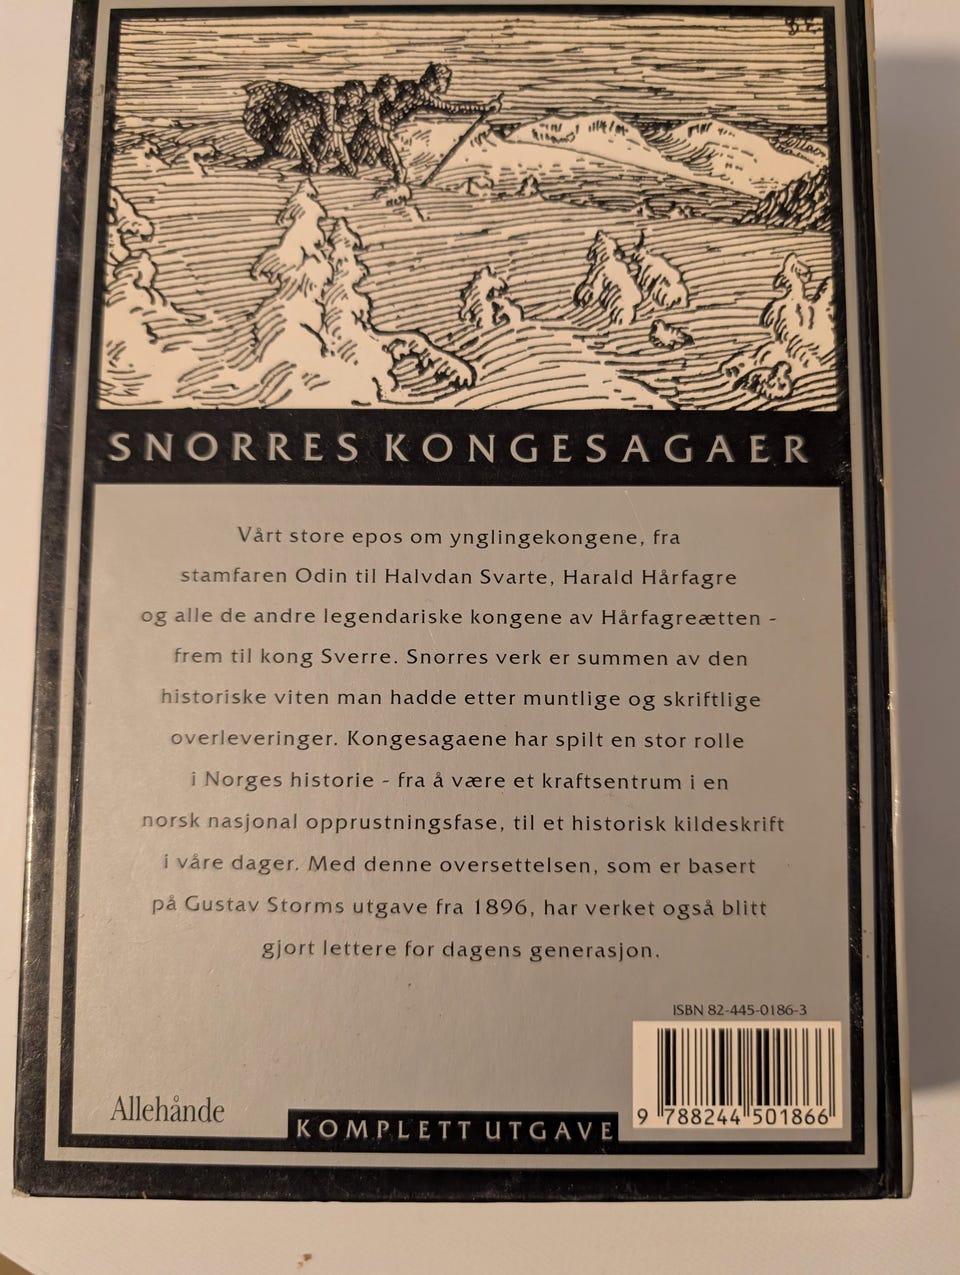 SNORRES KONGESAGAER
Vårt store epos om ynglingekongene, fra
stamfaren Odin til Halvdan Svarte, Harald Hårfagre
og alle de andre legendariske kongene av Hårfagreætten -
frem til kong Sverre. Snorres verk er summen av den
historiske viten man hadde etter muntlige og skriftlige
overleveringer. Kongesagaene har spilt en stor rolle
i Norges historie - fra å være et kraftsentrum i en
norsk nasjonal opprustningsfase, til et historisk kildeskrift
i våre dager. Med denne oversettelsen, som er basert
på Gustav Storms utgave fra 1896, har verket også blitt
gjort lettere for dagens generasjon.
ISBN 82-445-0186-3
9 788244 501866
Allehånde
KOMPLETT UTGAVE